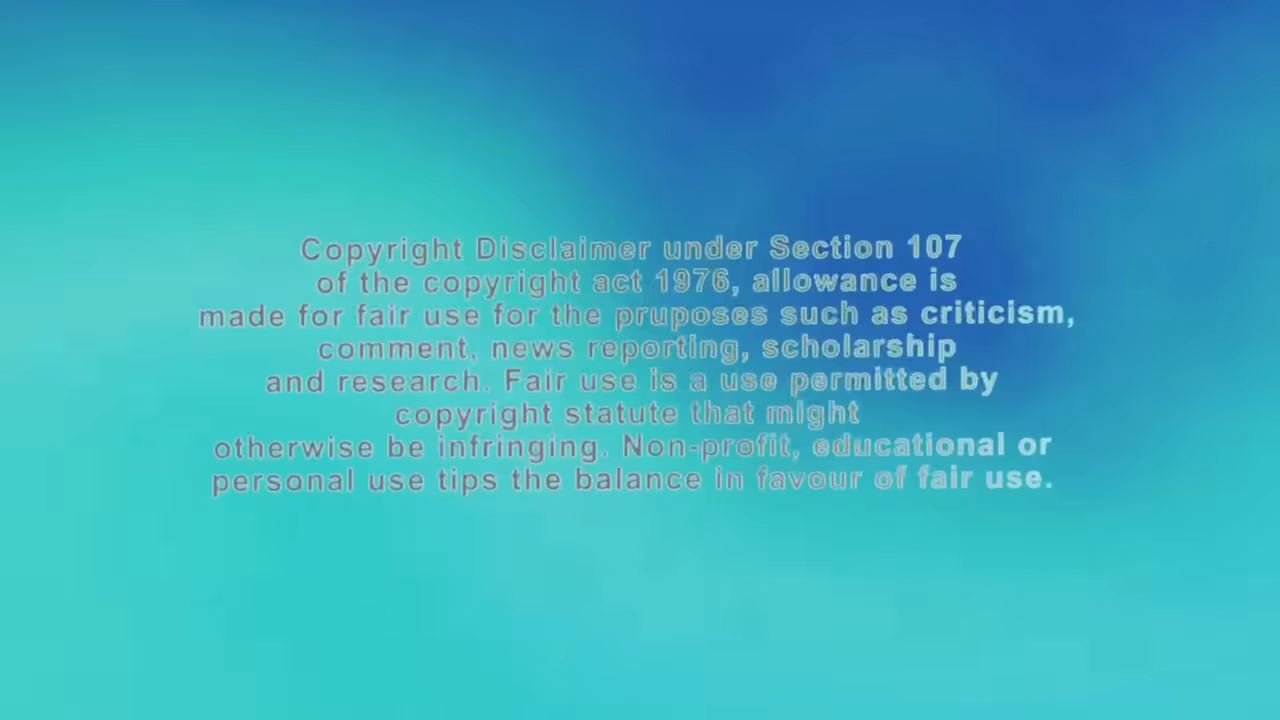 Copyright Disclaimer under Section 107
of the copyright act 1976, allowance is
made for fair use for the pruposes such as criticism,
comment, news reporting, scholarship
and research. Fair use is a use permitted by
copyright statute that might
otherwise be infringing. Non-profit, educational or
personal use tips the balance in favour of fair use.